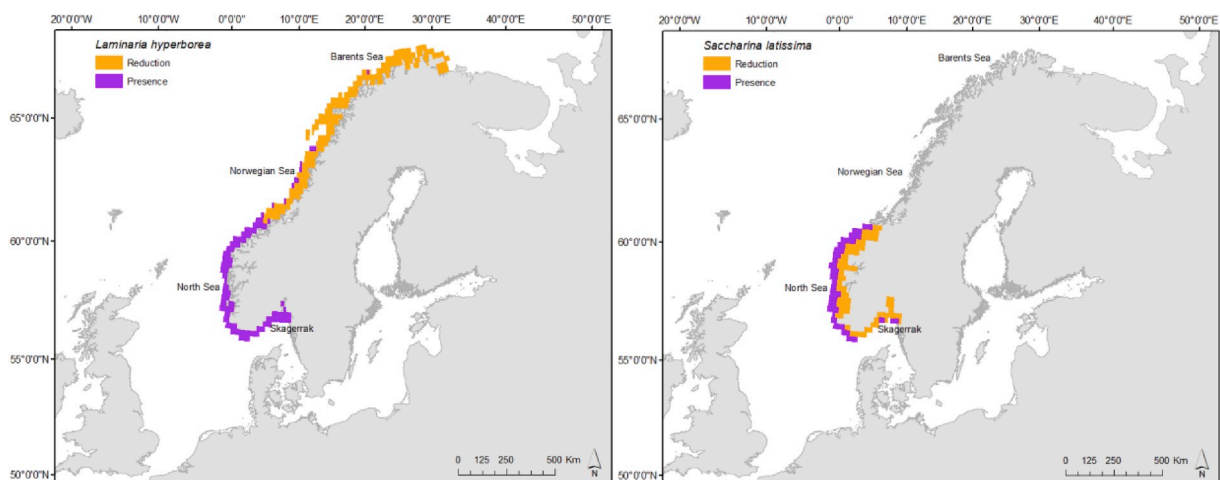 20°0'0"W 10°0'0"W 0°0'0" 10°0'0"E 20°0'0"E 30°0'0"E 40°0'0"E 50°0'0"E
Laminaria hyperborea
Reduction
Presence
Barents Sea
65°0'0"N
Norwegian Sea
60°0'0"N
North Sea
Skagerrak
55°0'0"N
50°0'0"N
0 125 250 500 Km
N
20°0'0"W 10°0'0"W 0°0'0" 10°0'0"E 20°0'0"E 30°0'0"E 40°0'0"E 50°0'0"E
Saccharina latissima
Reduction
Presence
Barents Sea
65°0'0"N
Norwegian Sea
60°0'0"N
North Sea
Skagerrak
55°0'0"N
50°0'0"N
0 125 250 500 Km
N